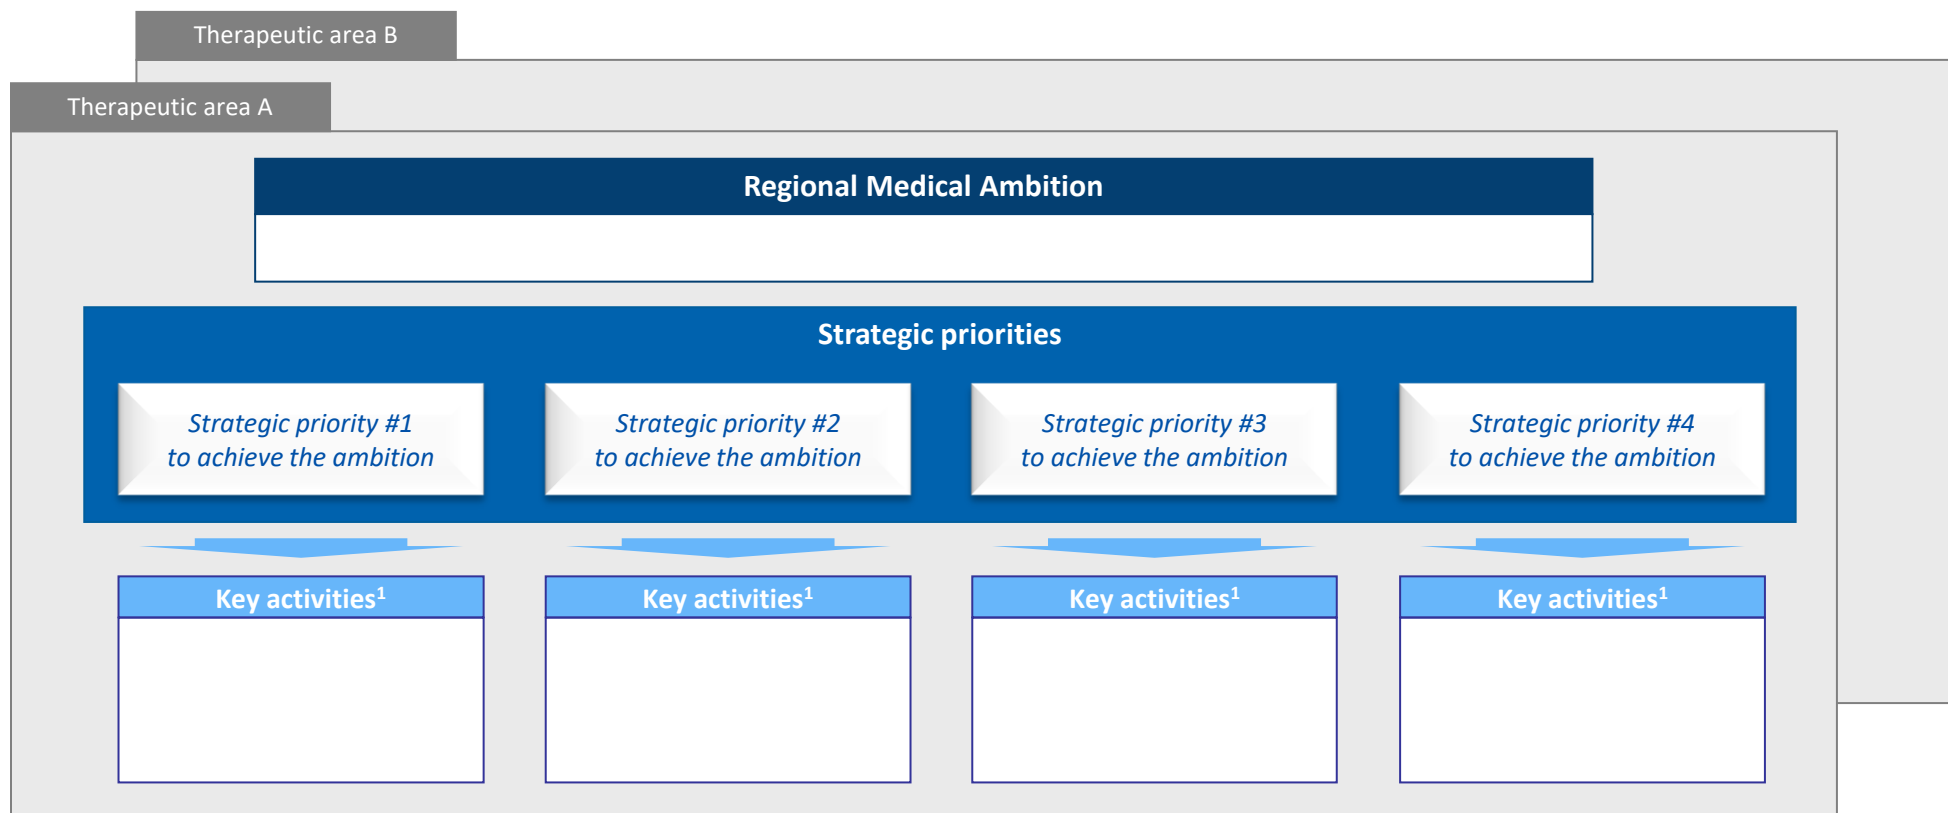 Therapeutic area B
Therapeutic area A
Regional Medical Ambition
Strategic priorities
Strategic priority #1
to achieve the ambition
Strategic priority #2
to achieve the ambition
Strategic priority #3
to achieve the ambition
Strategic priority #4
to achieve the ambition
Key activities¹
Key activities¹
Key activities¹
Key activities¹